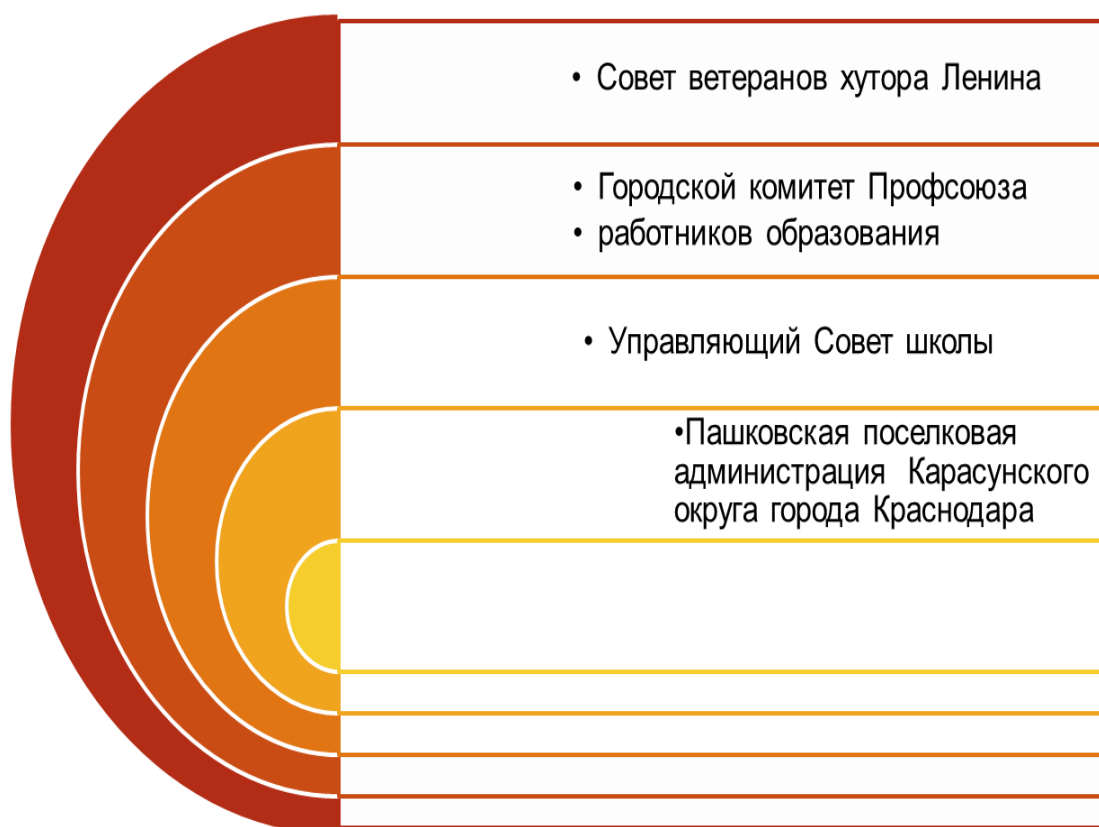 • Совет ветеранов хутора Ленина
• Городской комитет Профсоюза
• работников образования
• Управляющий Совет школы
•Пашковская поселковая
администрация Карасунского
округа города Краснодара